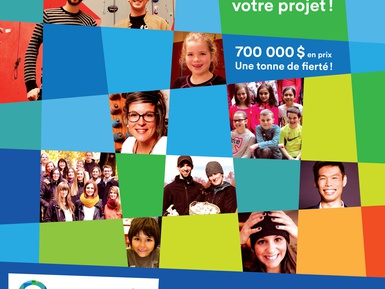 votre projet !
700 000 $ en prix
Une tonne de fierté !